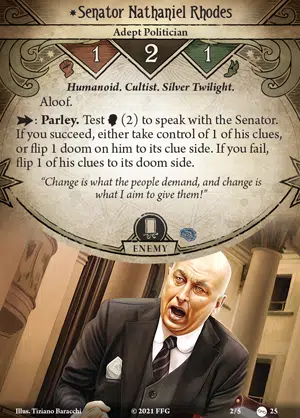 *Senator Nathaniel Rhodes
Adept Politician
1 2 1
Humanoid. Cultist. Silver Twilight.
Aloof.
: Parley. Test (2) to speak with the Senator.
If you succeed, either take control of 1 of his clues,
or flip 1 doom on him to its clue side. If you fail,
flip 1 of his clues to its doom side.
“Change is what the people demand, and change is
what I aim to give them!”
ENEMY
Illus. Tiziano Baracchi © 2021 FFG 2/5 25